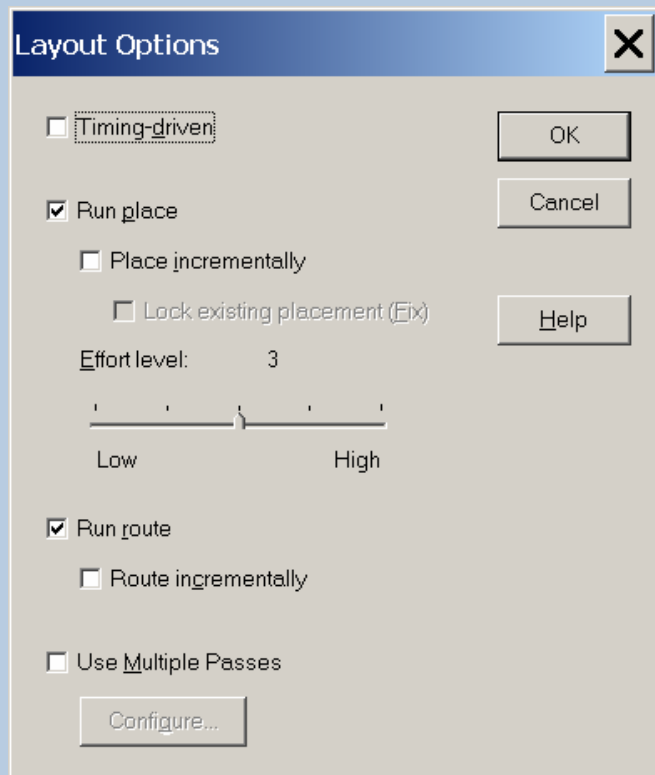 Layout Options
Timing-driven
OK
Run place
Cancel
Place incrementally
Lock existing placement (Fix)
Help
Effort level: 3
Low High
Run route
Route incrementally
Use Multiple Passes
Configure...